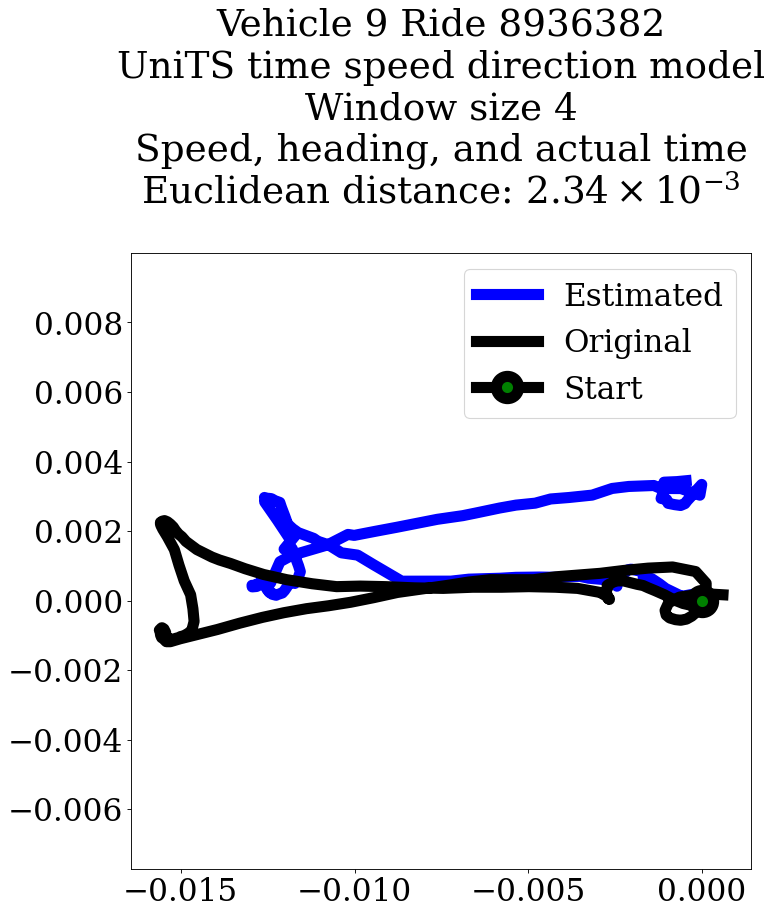 Vehicle 9 Ride 8936382
UniTS time speed direction model
Window size 4
Speed, heading, and actual time
Euclidean distance: 2.34 × 10⁻³
Estimated
Original
Start
0.008
0.006
0.004
0.002
0.000
−0.002
−0.004
−0.006
−0.015 −0.010 −0.005 0.000